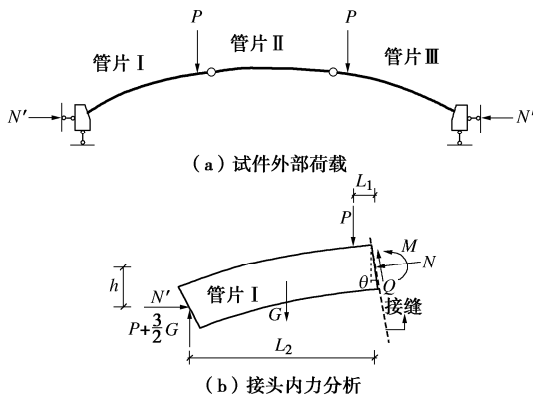 P
P
管片Ⅰ
管片Ⅱ
管片Ⅲ
N′
N′
（a）试件外部荷载
L₁
P
M
N
h
N′
管片Ⅰ
θ
Q
G
接缝
P+3/2G
L₂
（b）接头内力分析